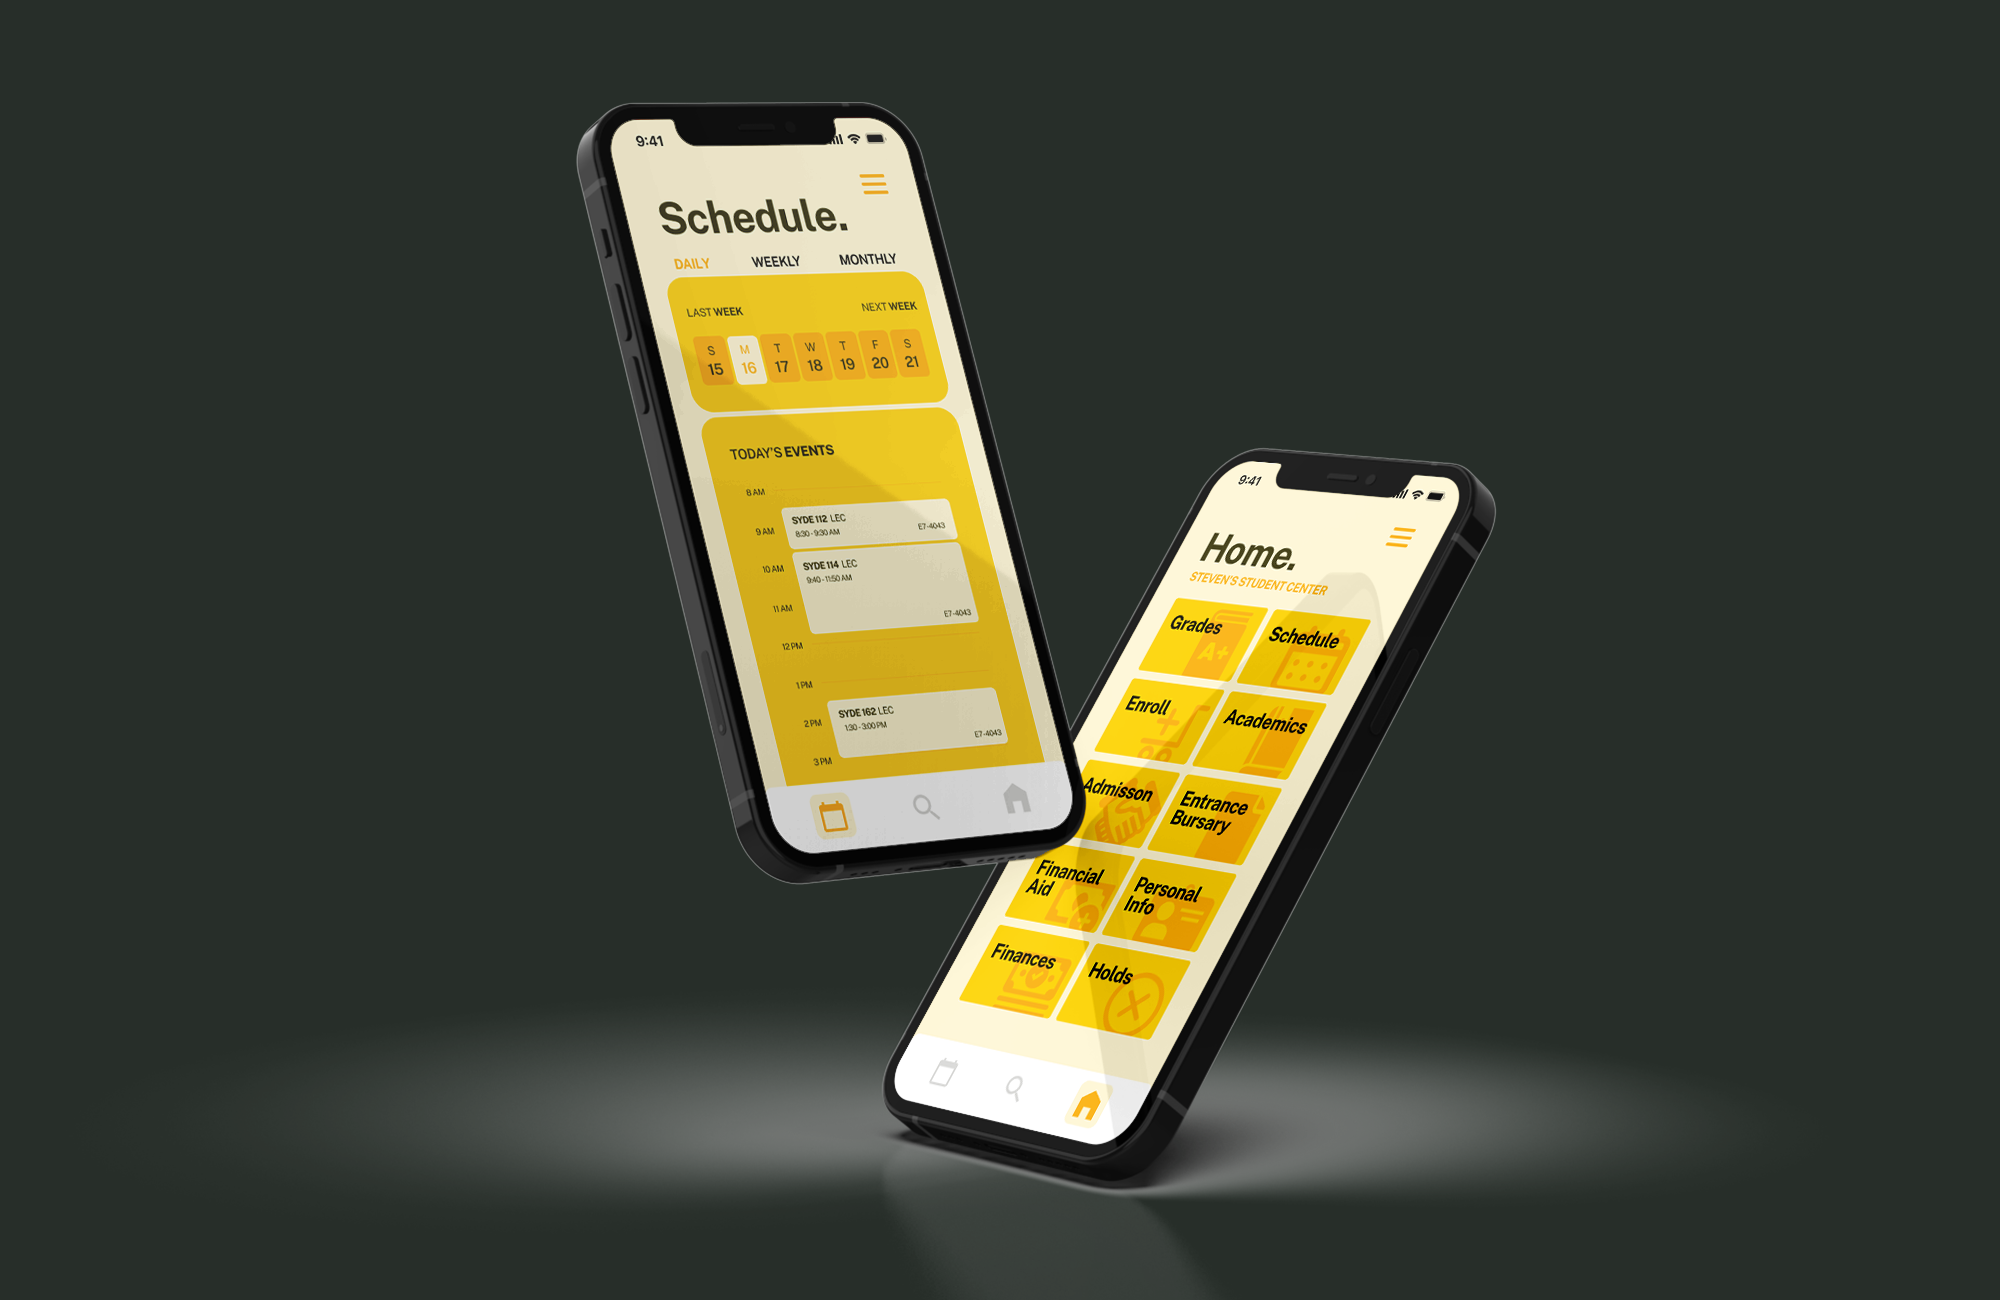 9:41
Schedule.
DAILY WEEKLY MONTHLY
LAST WEEK NEXT WEEK
S M T W T F S
15 16 17 18 19 20 21
TODAY'S EVENTS
8 AM
SYDE 112 LEC
8:30 - 9:30 AM E7-4043
9 AM
SYDE 114 LEC
9:40 - 11:50 AM
10 AM
11 AM
E7-4043
12 PM
1 PM
SYDE 162 LEC
1:30 - 3:00 PM
2 PM
E7-4043
3 PM
9:41
Home.
STEVEN'S STUDENT CENTER
Grades
A+
Schedule
Enroll
Academics
Admisson
Entrance
Bursary
Financial
Aid
Personal
Info
Finances
Holds